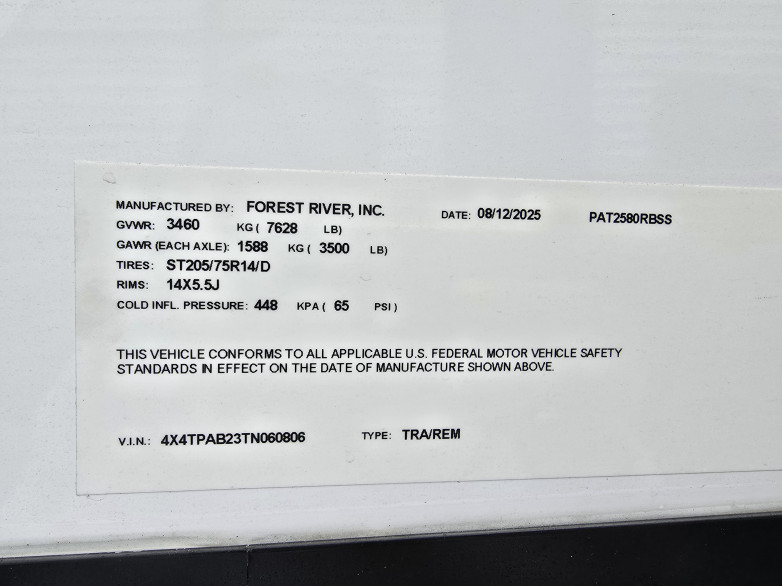 MANUFACTURED BY: FOREST RIVER, INC. DATE: 08/12/2025 PAT2580RBSS
GVWR: 3460 KG ( 7628 LB)
GAWR (EACH AXLE): 1588 KG ( 3500 LB)
TIRES: ST205/75R14/D
RIMS: 14X5.5J
COLD INFL. PRESSURE: 448 KPA ( 65 PSI )
THIS VEHICLE CONFORMS TO ALL APPLICABLE U.S. FEDERAL MOTOR VEHICLE SAFETY
STANDARDS IN EFFECT ON THE DATE OF MANUFACTURE SHOWN ABOVE.
V.I.N.: 4X4TPAB23TN060806 TYPE: TRA/REM